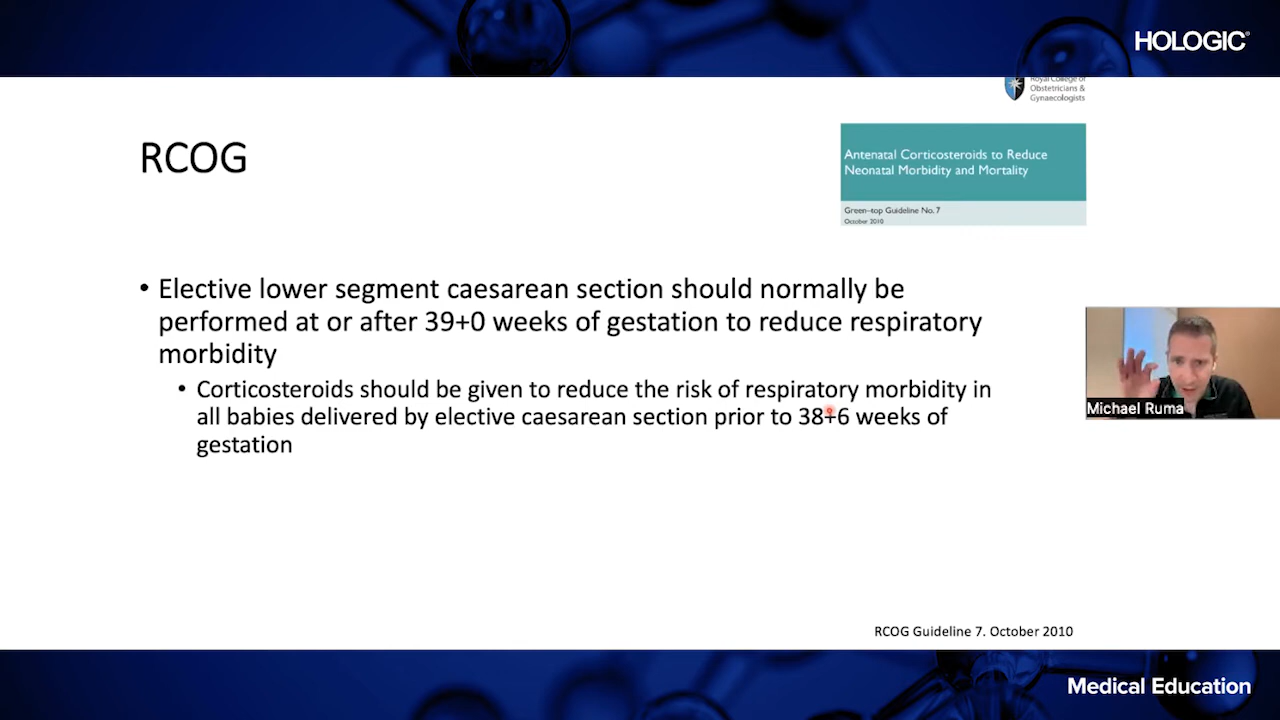 HOLOGIC®
Royal College of
Obstetricians &
Gynaecologists
Antenatal Corticosteroids to Reduce
Neonatal Morbidity and Mortality
Green-top Guideline No. 7
October 2010
RCOG
• Elective lower segment caesarean section should normally be
performed at or after 39+0 weeks of gestation to reduce respiratory
morbidity
• Corticosteroids should be given to reduce the risk of respiratory morbidity in
all babies delivered by elective caesarean section prior to 38+6 weeks of
gestation
Michael Ruma
RCOG Guideline 7. October 2010
Medical Education